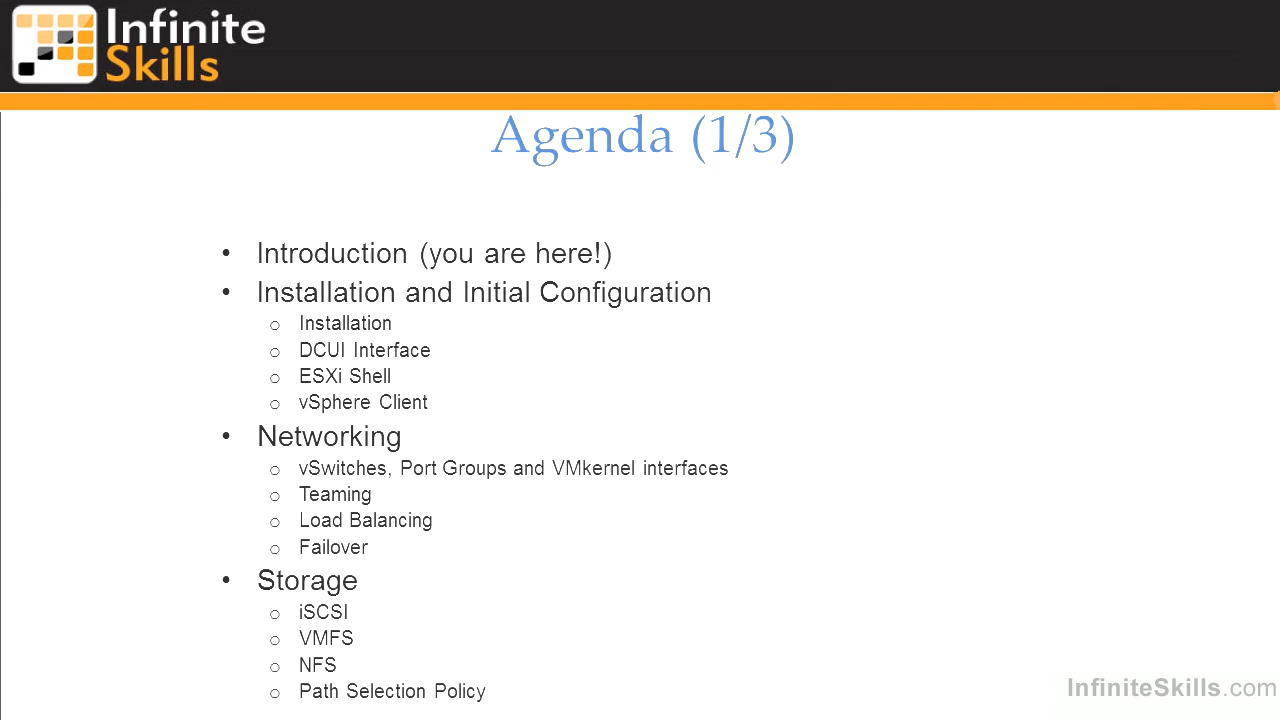 Infinite
Skills
Agenda (1/3)
• Introduction (you are here!)
• Installation and Initial Configuration
o Installation
o DCUI Interface
o ESXi Shell
o vSphere Client
• Networking
o vSwitches, Port Groups and VMkernel interfaces
o Teaming
o Load Balancing
o Failover
• Storage
o iSCSI
o VMFS
o NFS
o Path Selection Policy
InfiniteSkills.com